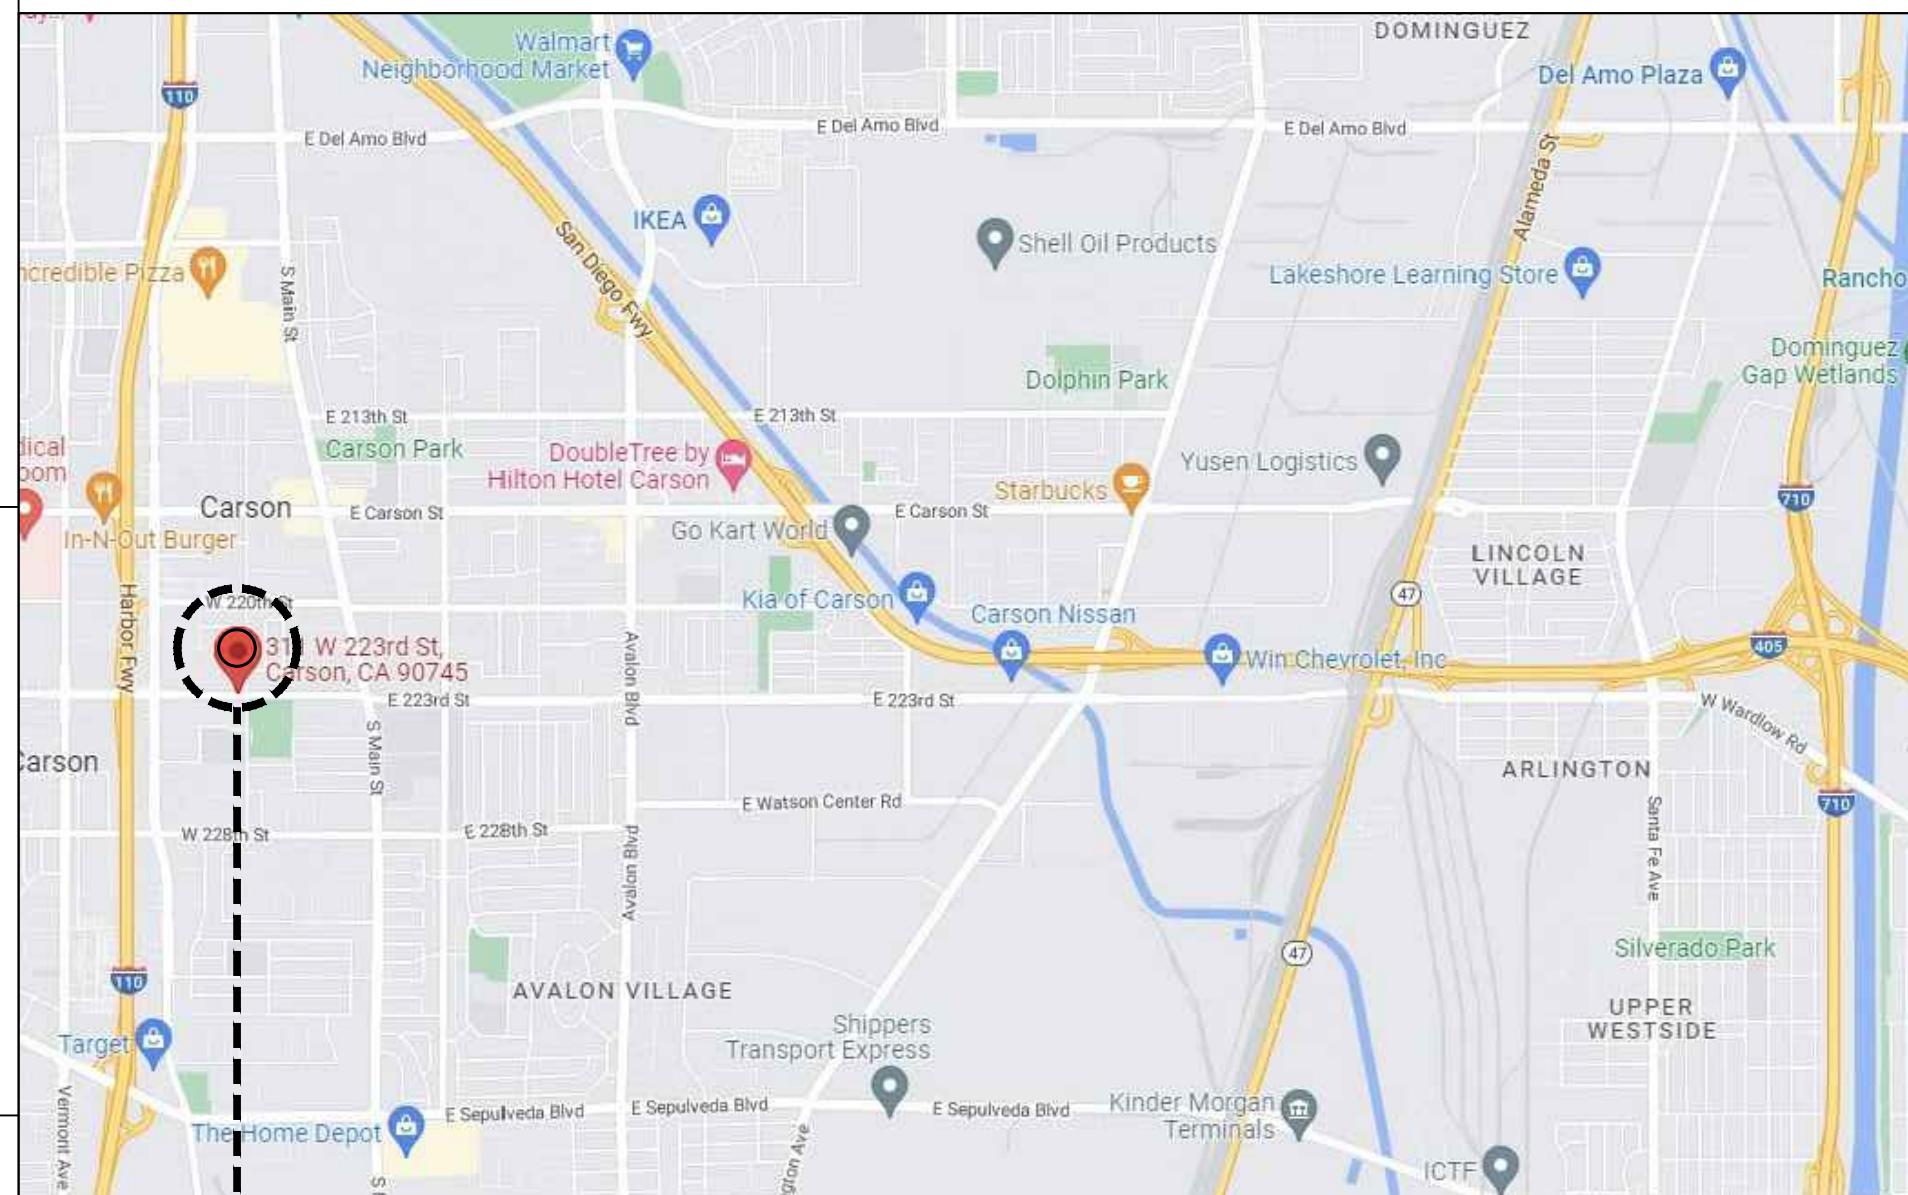 DOMINGUEZ
Walmart
Neighborhood Market
Del Amo Plaza
110
E Del Amo Blvd
E Del Amo Blvd
E Del Amo Blvd
Alameda St
IKEA
San Diego Fwy
Shell Oil Products
Lakeshore Learning Store
Rancho
ncredible Pizza
S Main St
Dominguez
Gap Wetlands
Dolphin Park
E 213th St
E 213th St
Carson Park
dical
oom
DoubleTree by
Hilton Hotel Carson
Yusen Logistics
Starbucks
710
Carson
E Carson St
E Carson St
Go Kart World
In-N-Out Burger
LINCOLN
VILLAGE
Harbor Fwy
W 220th St
Kia of Carson
47
Carson Nissan
311 W 223rd St,
Carson, CA 90745
Avalon Blvd
Win Chevrolet, Inc
405
E 223rd St
E 223rd St
W Wardlow Rd
S Main St
Carson
ARLINGTON
E Watson Center Rd
710
W 228th St
E 228th St
Avalon Blvd
Santa Fe Ave
Silverado Park
47
110
AVALON VILLAGE
UPPER
WESTSIDE
Shippers
Transport Express
Target
Vermont Ave
E Sepulveda Blvd
E Sepulveda Blvd
E Sepulveda Blvd
Kinder Morgan
Terminals
The Home Depot
gton Ave
ICTF